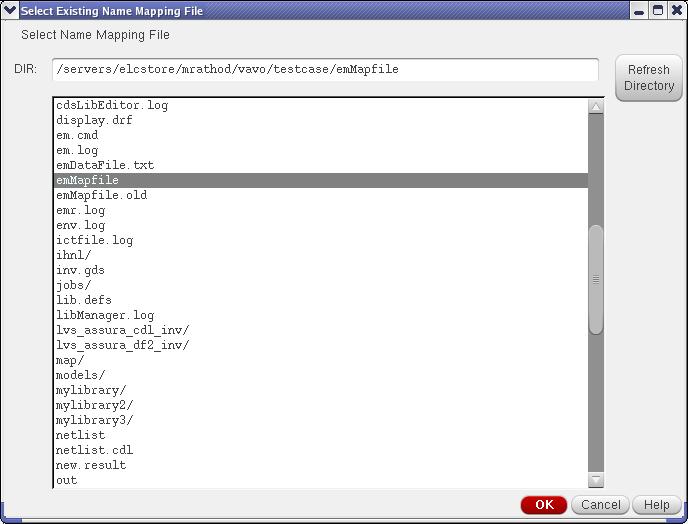 Select Existing Name Mapping File
Select Name Mapping File
DIR: /servers/elcstore/mrathod/vavo/testcase/emMapfile
Refresh
Directory
cdsLibEditor.log
display.drf
em.cmd
em.log
emDataFile.txt
emMapfile
emMapfile.old
emr.log
env.log
ictfile.log
ihnl/
inv.gds
jobs/
lib.defs
libManager.log
lvs_assura_cdl_inv/
lvs_assura_df2_inv/
map/
models/
mylibrary/
mylibrary2/
mylibrary3/
netlist
netlist.cdl
new.result
out
OK Cancel Help